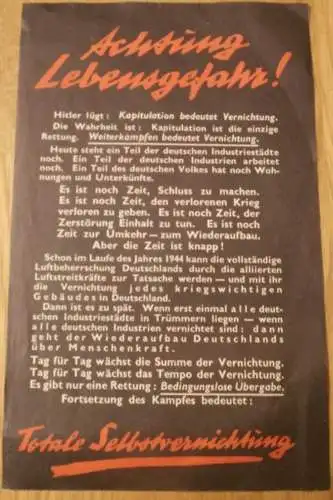 Achtung
Lebensgefahr!
Hitler lügt: Kapitulation bedeutet Vernichtung.
Die Wahrheit ist: Kapitulation ist die einzige
Rettung. Weiterkämpfen bedeutet Vernichtung.
Heute steht ein Teil der deutschen Industriestädte
noch. Ein Teil der deutschen Industrien arbeitet
noch. Ein Teil des deutschen Volkes hat noch Woh-
nungen und Unterkünfte.
Es ist noch Zeit, Schluss zu machen.
Es ist noch Zeit, den verlorenen Krieg
verloren zu geben. Es ist noch Zeit, der
Zerstörung Einhalt zu tun. Es ist noch
Zeit zur Umkehr—zum Wiederaufbau.
Aber die Zeit ist knapp!
Schon im Laufe des Jahres 1944 kann die vollständige
Luftbeherrschung Deutschlands durch die alliierten
Luftstreitkräfte zur Tatsache werden — und mit ihr
die Vernichtung jedes kriegswichtigen
Gebäudes in Deutschland.
Dann ist es zu spät. Wenn erst einmal alle deut-
schen Industriestädte in Trümmern liegen — wenn
alle deutschen Industrien vernichtet sind: dann
geht der Wiederaufbau Deutschlands
über Menschenkraft.
Tag für Tag wächst die Summe der Vernichtung.
Tag für Tag wächst das Tempo der Vernichtung.
Es gibt nur eine Rettung: Bedingungslose Übergabe.
Fortsetzung des Kampfes bedeutet:
Totale Selbstvernichtung